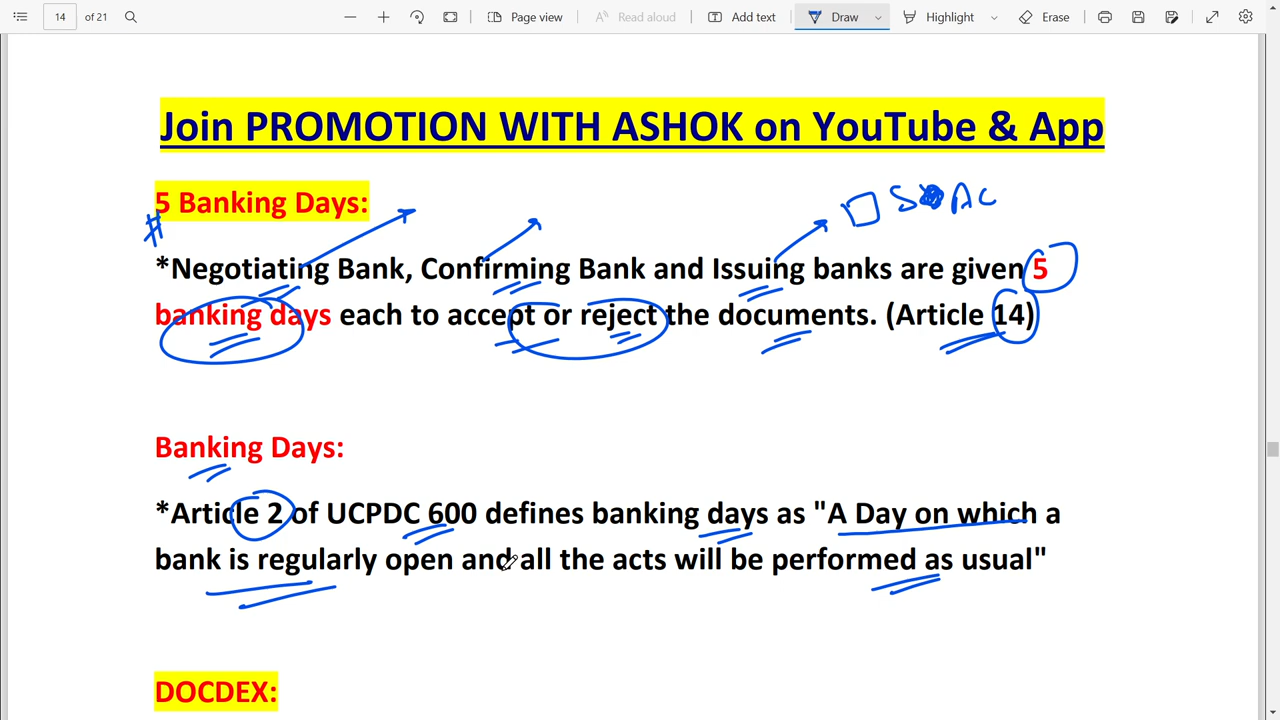 14 of 21 Page view Read aloud Add text Draw Highlight Erase
Join PROMOTION WITH ASHOK on YouTube & App
5 Banking Days:
#
*Negotiating Bank, Confirming Bank and Issuing banks are given 5
banking days each to accept or reject the documents. (Article 14)
Banking Days:
*Article 2 of UCPDC 600 defines banking days as "A Day on which a
bank is regularly open and all the acts will be performed as usual"
DOCDEX: